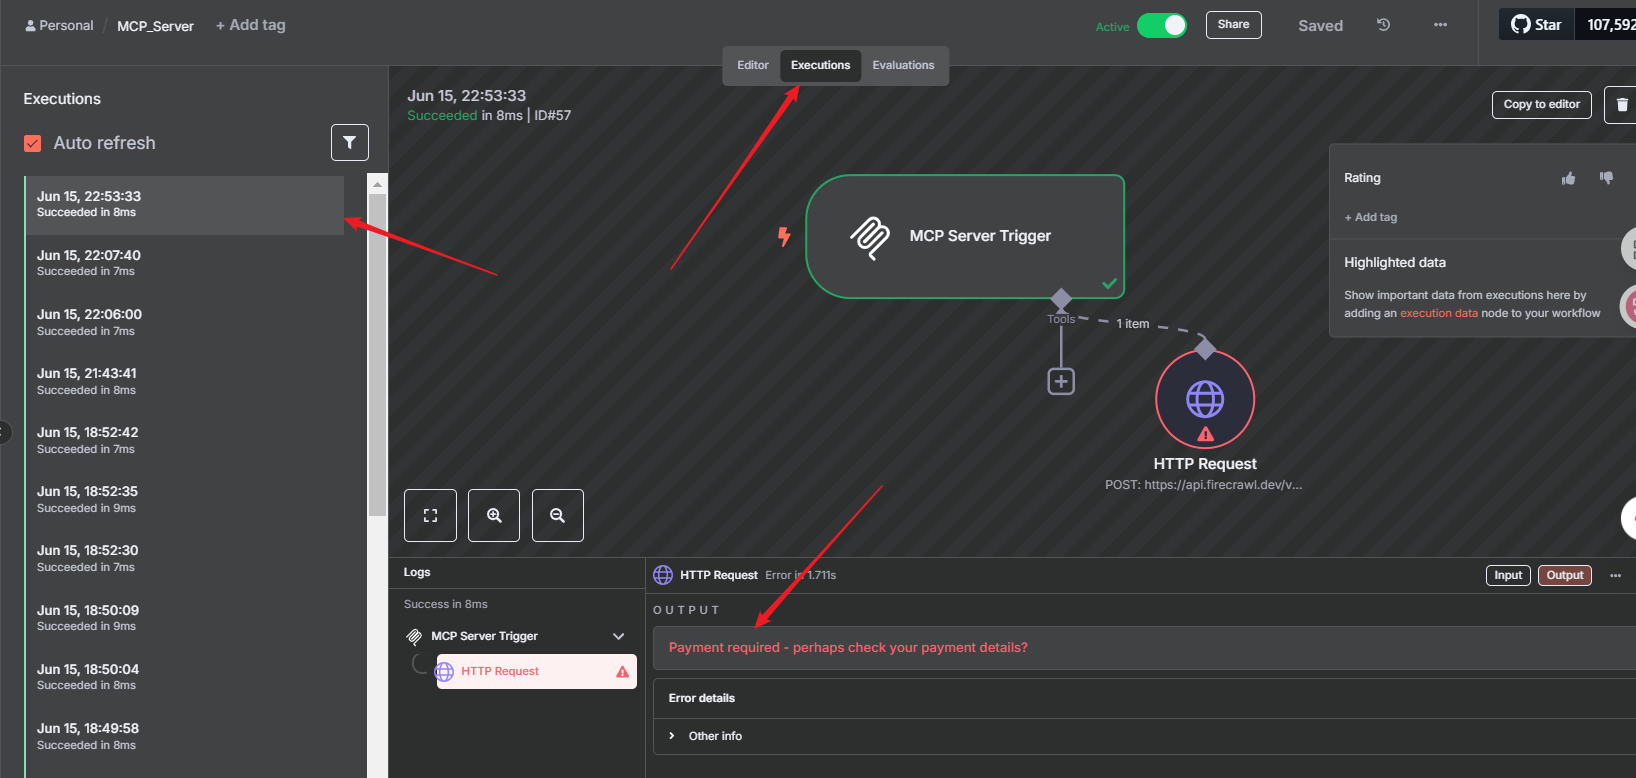 Personal / MCP_Server + Add tag
Active
Share
Saved
Star
107,592
Editor
Executions
Evaluations
Executions
Auto refresh
Jun 15, 22:53:33
Succeeded in 8ms
Jun 15, 22:07:40
Succeeded in 7ms
Jun 15, 22:06:00
Succeeded in 7ms
Jun 15, 21:43:41
Succeeded in 8ms
Jun 15, 18:52:42
Succeeded in 7ms
Jun 15, 18:52:35
Succeeded in 9ms
Jun 15, 18:52:30
Succeeded in 7ms
Jun 15, 18:50:09
Succeeded in 9ms
Jun 15, 18:50:04
Succeeded in 8ms
Jun 15, 18:49:58
Succeeded in 8ms
Jun 15, 22:53:33
Succeeded in 8ms | ID#57
Copy to editor
MCP Server Trigger
Tools
1 item
HTTP Request
POST: https://api.firecrawl.dev/v...
Rating
+ Add tag
Highlighted data
Show important data from executions here by
adding an execution data node to your workflow
Logs
Success in 8ms
MCP Server Trigger
HTTP Request
HTTP Request Error in 1.711s
Input
Output
OUTPUT
Payment required - perhaps check your payment details?
Error details
Other info